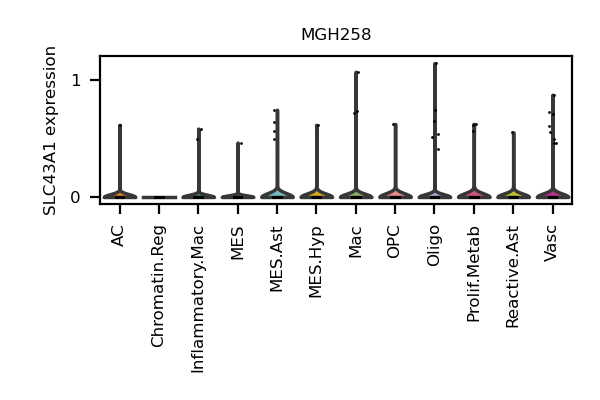 MGH258
SLC43A1 expression
1
0
AC
Chromatin.Reg
Inflammatory.Mac
MES
MES.Ast
MES.Hyp
Mac
OPC
Oligo
Prolif.Metab
Reactive.Ast
Vasc